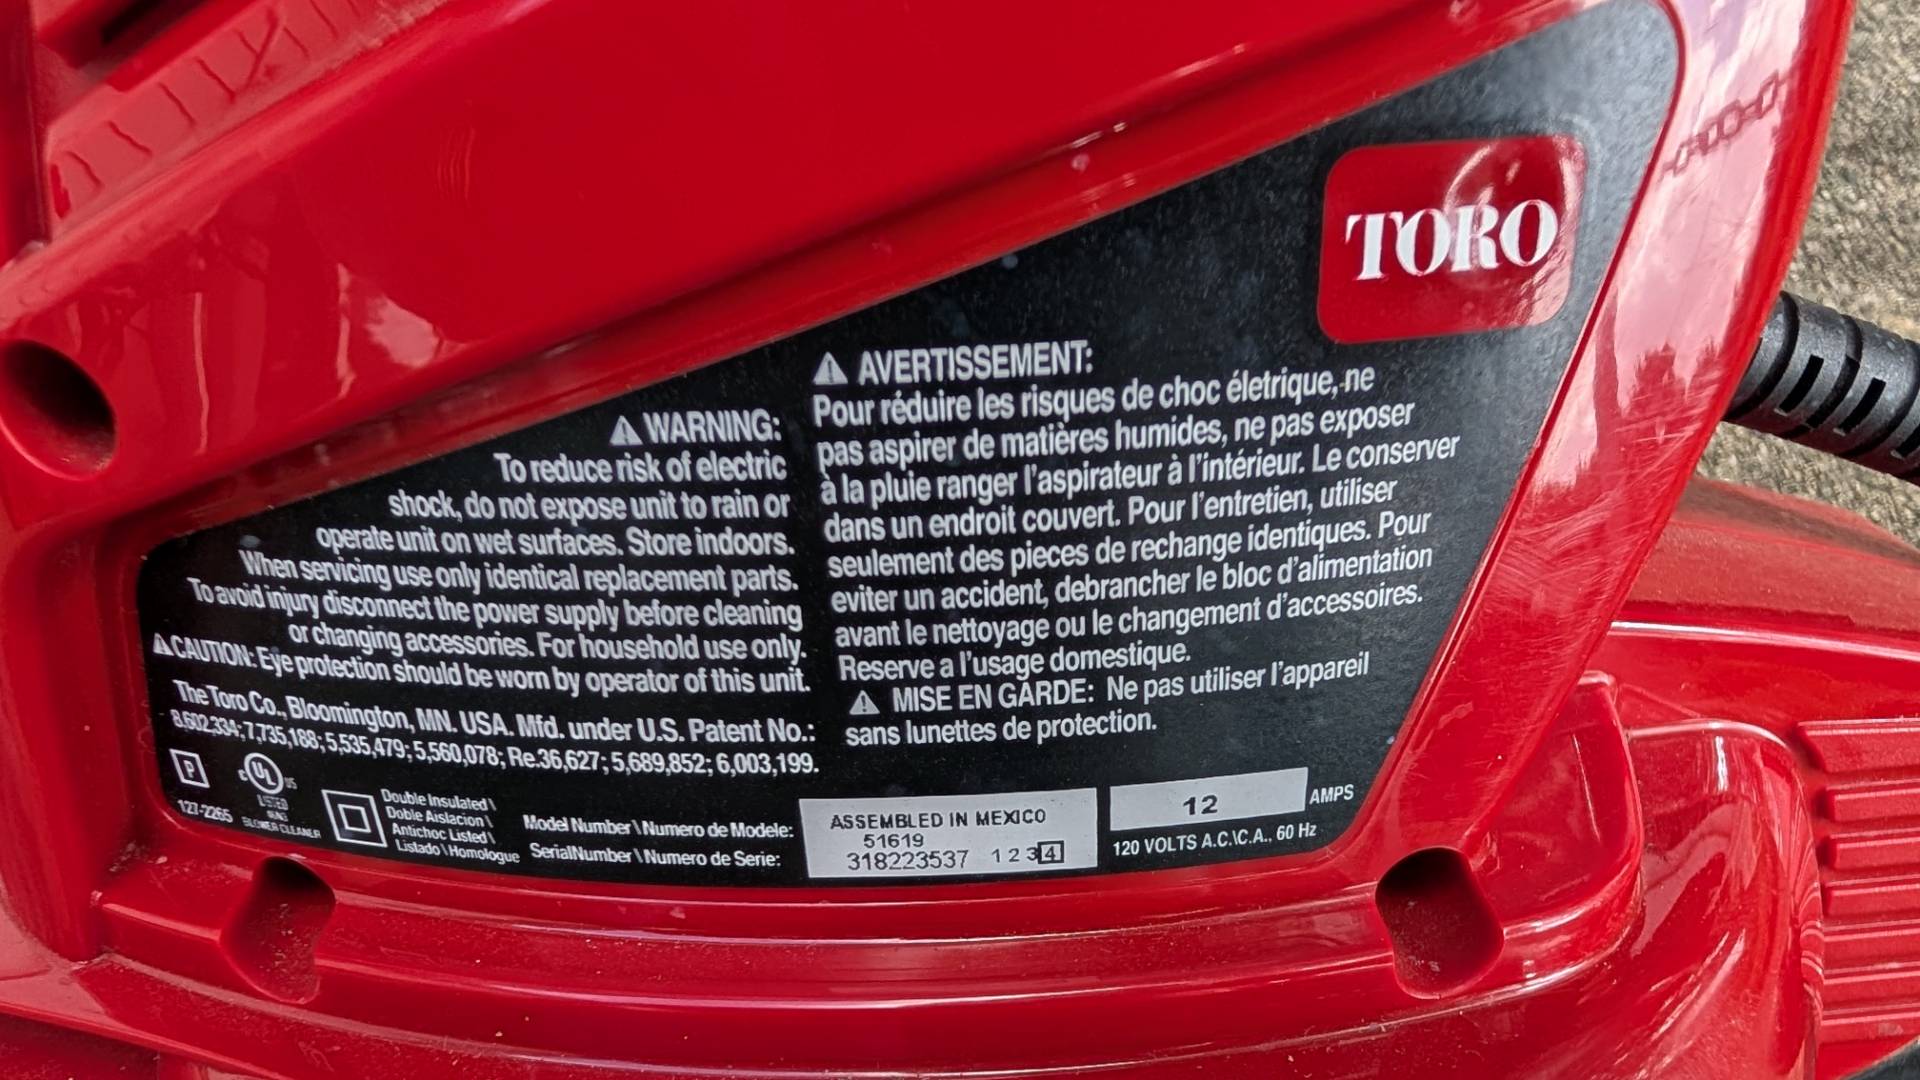 TORO
WARNING:
To reduce risk of electric
shock, do not expose unit to rain or
operate unit on wet surfaces. Store indoors.
When servicing use only identical replacement parts.
To avoid injury disconnect the power supply before cleaning
or changing accessories. For household use only.
CAUTION: Eye protection should be worn by operator of this unit.
The Toro Co., Bloomington, MN. USA. Mfd. under U.S. Patent No.:
8,602,334; 7,735,188; 5,535,479; 5,560,078; Re.36,627; 5,689,852; 6,003,199.
AVERTISSEMENT:
Pour réduire les risques de choc életrique, ne
pas aspirer de matières humides, ne pas exposer
à la pluie ranger l'aspirateur à l'intérieur. Le conserver
dans un endroit couvert. Pour l'entretien, utiliser
seulement des pieces de rechange identiques. Pour
eviter un accident, debrancher le bloc d'alimentation
avant le nettoyage ou le changement d'accessoires.
Reserve a l'usage domestique.
MISE EN GARDE: Ne pas utiliser l'appareil
sans lunettes de protection.
P
127-2265
c UL US
LISTED
BLOWER CLEANER
Double Insulated \
Doble Aislacion \
Antichoc Listed \
Listado \ Homologue
Model Number \ Numero de Modele:
SerialNumber \ Numero de Serie:
ASSEMBLED IN MEXICO
51619
318223537 1 2 3 4
12 AMPS
120 VOLTS A.C.\C.A., 60 Hz